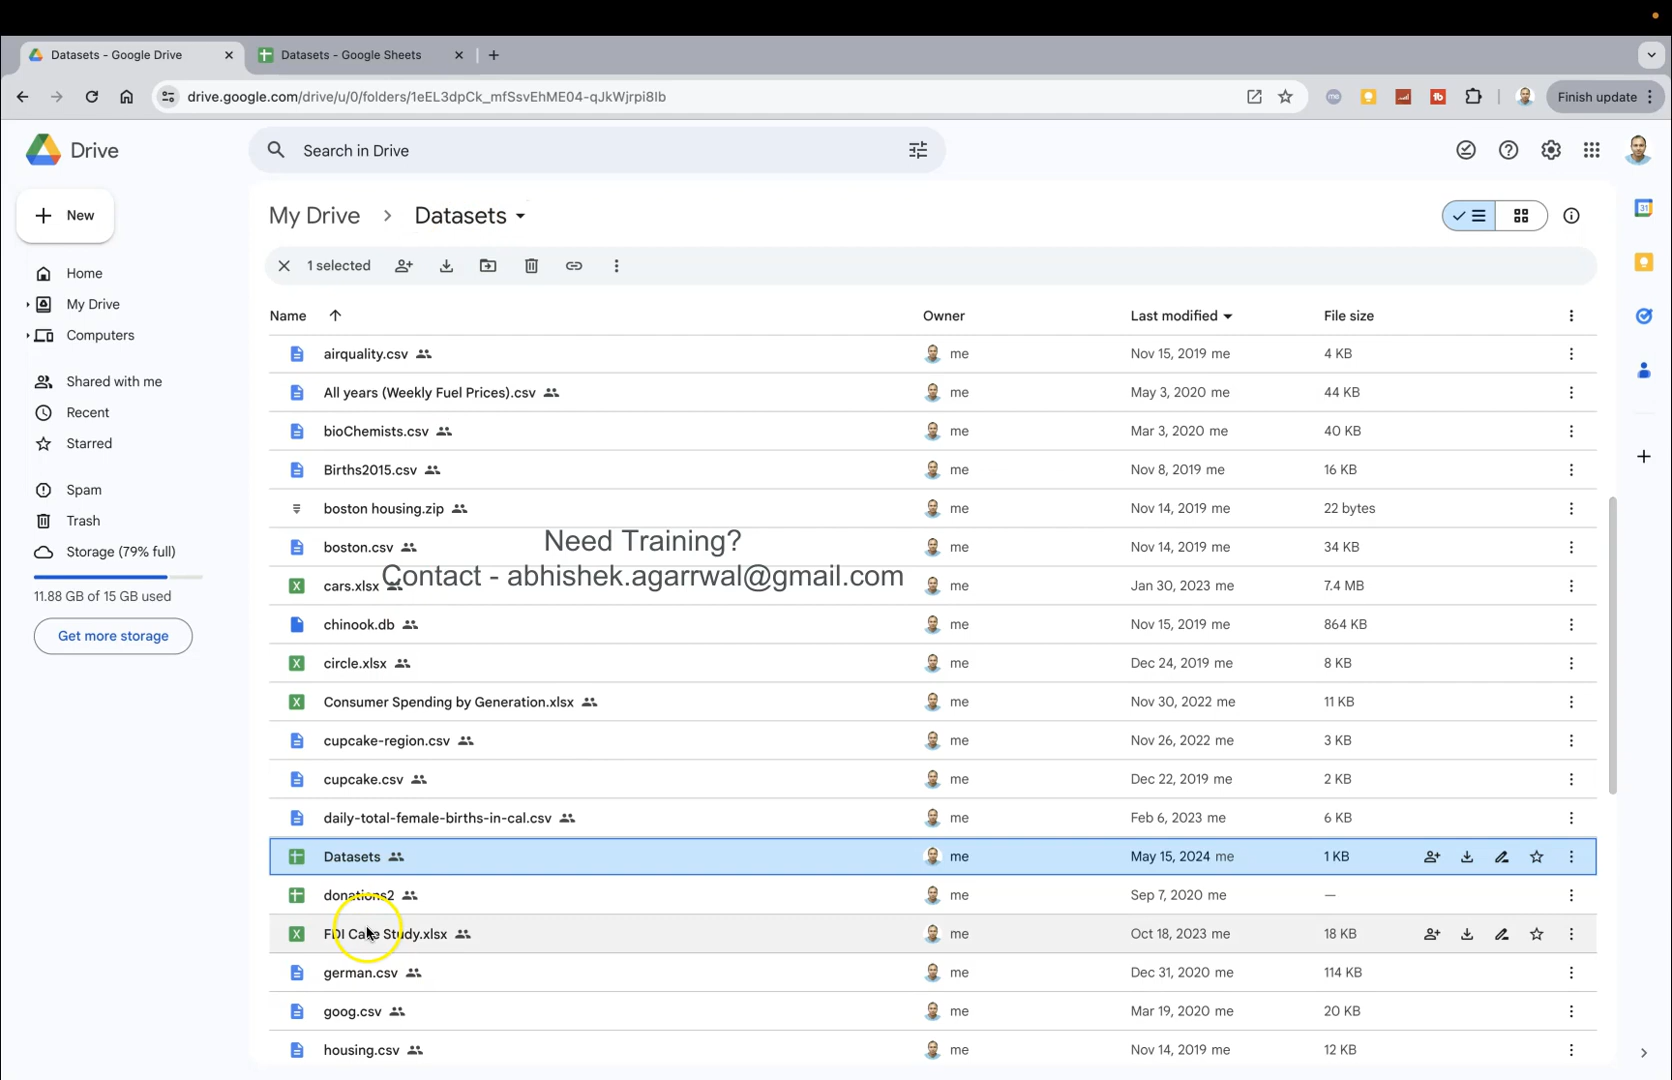 Datasets - Google Drive
Datasets - Google Sheets
drive.google.com/drive/u/0/folders/1eEL3dpCk_mfSsvEhME04-qJkWjrpi8Ib
Finish update
Drive
Search in Drive
New
My Drive > Datasets
1 selected
Home
My Drive
Computers
Shared with me
Recent
Starred
Spam
Trash
Storage (79% full)
11.88 GB of 15 GB used
Get more storage
Name Owner Last modified File size
airquality.csv me Nov 15, 2019 me 4 KB
All years (Weekly Fuel Prices).csv me May 3, 2020 me 44 KB
bioChemists.csv me Mar 3, 2020 me 40 KB
Births2015.csv me Nov 8, 2019 me 16 KB
boston housing.zip me Nov 14, 2019 me 22 bytes
Need Training?
boston.csv me Nov 14, 2019 me 34 KB
Contact - abhishek.agarrwal@gmail.com
cars.xlsx me Jan 30, 2023 me 7.4 MB
chinook.db me Nov 15, 2019 me 864 KB
circle.xlsx me Dec 24, 2019 me 8 KB
Consumer Spending by Generation.xlsx me Nov 30, 2022 me 11 KB
cupcake-region.csv me Nov 26, 2022 me 3 KB
cupcake.csv me Dec 22, 2019 me 2 KB
daily-total-female-births-in-cal.csv me Feb 6, 2023 me 6 KB
Datasets me May 15, 2024 me 1 KB
donations2 me Sep 7, 2020 me —
FDI Case Study.xlsx me Oct 18, 2023 me 18 KB
german.csv me Dec 31, 2020 me 114 KB
goog.csv me Mar 19, 2020 me 20 KB
housing.csv me Nov 14, 2019 me 12 KB
31